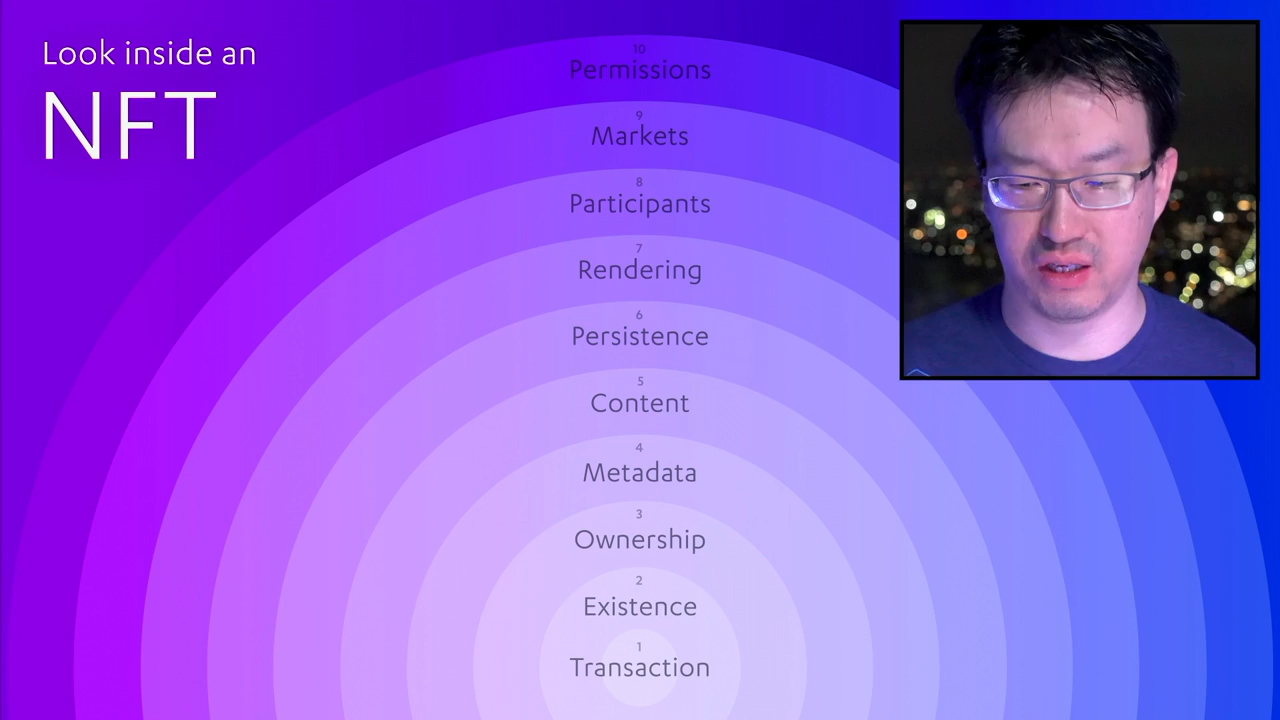 Look inside an
NFT
10
Permissions
9
Markets
8
Participants
7
Rendering
6
Persistence
5
Content
4
Metadata
3
Ownership
2
Existence
1
Transaction